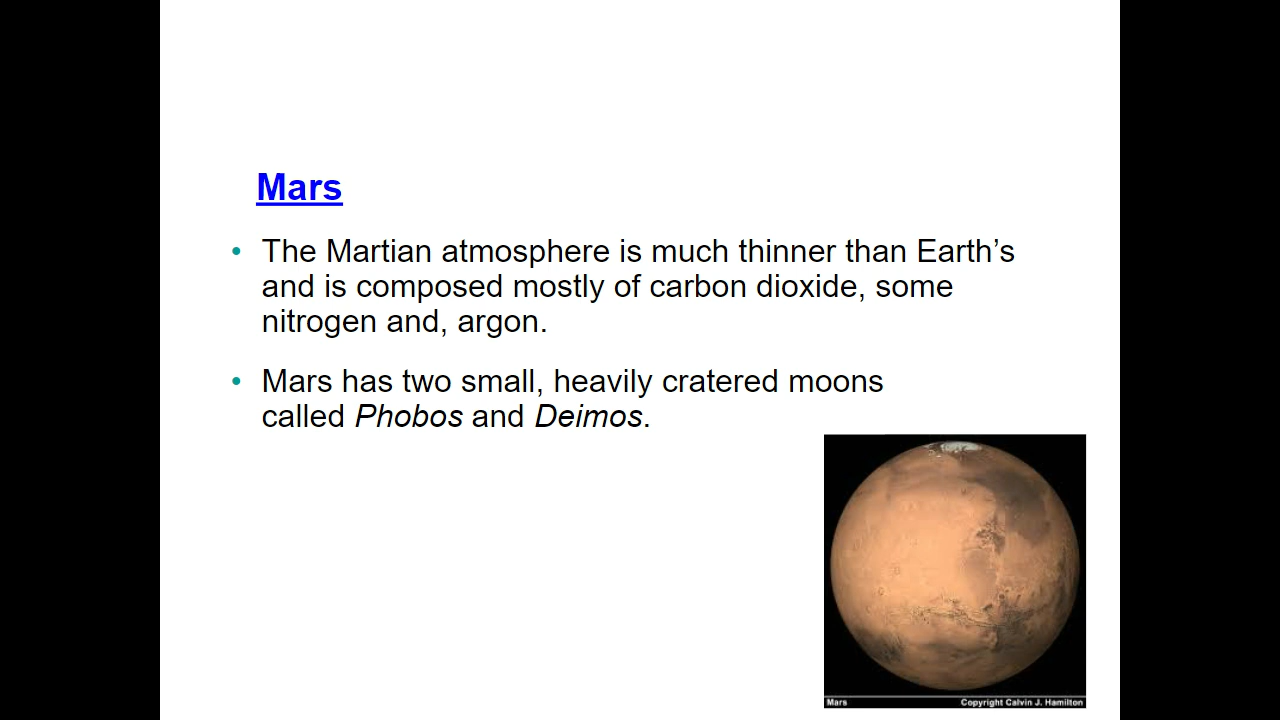 Mars
• The Martian atmosphere is much thinner than Earth’s
and is composed mostly of carbon dioxide, some
nitrogen and, argon.
• Mars has two small, heavily cratered moons
called Phobos and Deimos.
Mars
Copyright Calvin J. Hamilton